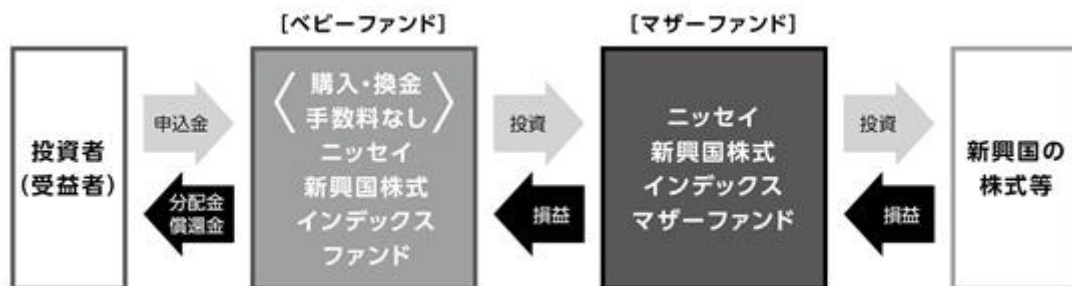 [ベビーファンド]
[マザーファンド]
投資者
(受益者)
申込金
分配金
償還金
〈購入・換金
手数料なし〉
ニッセイ
新興国株式
インデックス
ファンド
投資
損益
ニッセイ
新興国株式
インデックス
マザーファンド
投資
損益
新興国の
株式等